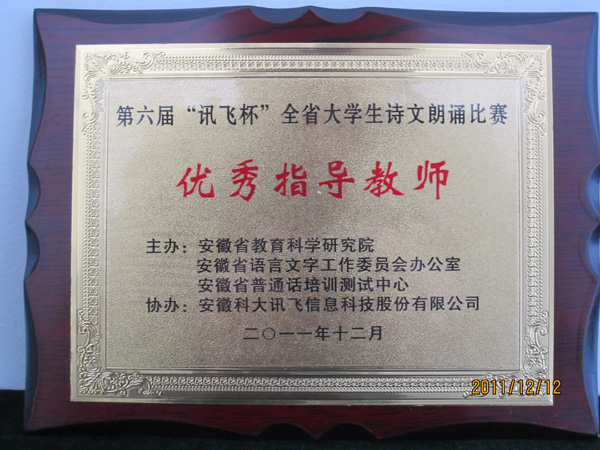 第六届“讯飞杯”全省大学生诗文朗诵比赛
优秀指导教师
主办：安徽省教育科学研究院
安徽省语言文字工作委员会办公室
安徽省普通话培训测试中心
协办：安徽科大讯飞信息科技股份有限公司
二〇一一年十二月
2011/12/12